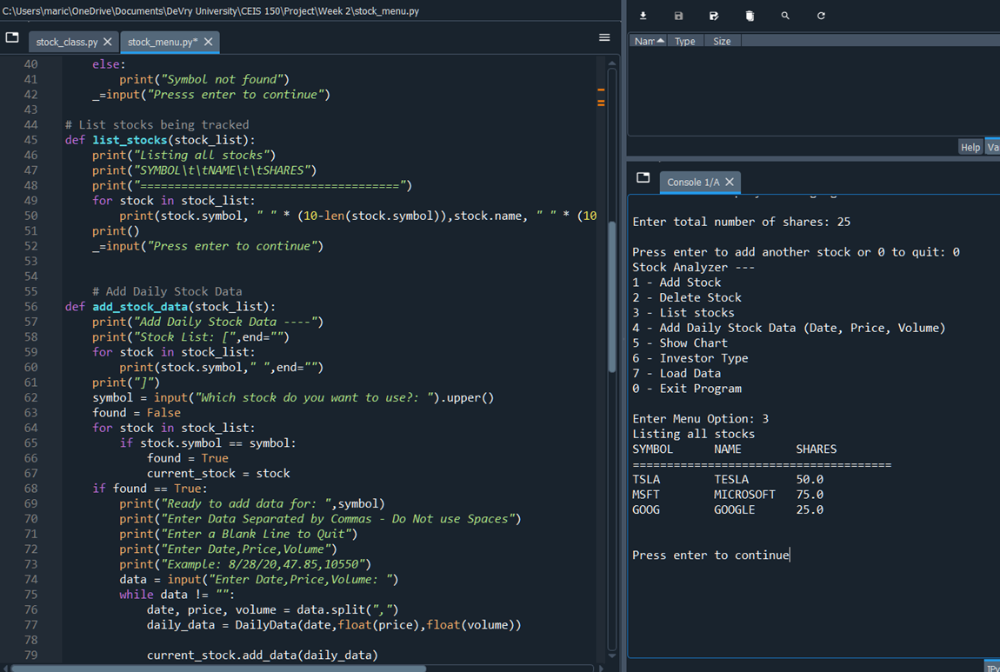 C:\Users\maric\OneDrive\Documents\DeVry University\CEIS 150\Project\Week 2\stock_menu.py
stock_class.py
stock_menu.py*
40 else:
41 print("Symbol not found")
42 _=input("Presss enter to continue")
43
44 # List stocks being tracked
45 def list_stocks(stock_list):
46 print("Listing all stocks")
47 print("SYMBOL\t\tNAME\t\tSHARES")
48 print("======================================")
49 for stock in stock_list:
50 print(stock.symbol, " " * (10-len(stock.symbol)),stock.name, " " * (10
51 print()
52 _=input("Press enter to continue")
53
54
55 # Add Daily Stock Data
56 def add_stock_data(stock_list):
57 print("Add Daily Stock Data ----")
58 print("Stock List: [",end="")
59 for stock in stock_list:
60 print(stock.symbol," ",end="")
61 print("]")
62 symbol = input("Which stock do you want to use?: ").upper()
63 found = False
64 for stock in stock_list:
65 if stock.symbol == symbol:
66 found = True
67 current_stock = stock
68 if found == True:
69 print("Ready to add data for: ",symbol)
70 print("Enter Data Separated by Commas - Do Not use Spaces")
71 print("Enter a Blank Line to Quit")
72 print("Enter Date,Price,Volume")
73 print("Example: 8/28/20,47.85,10550")
74 data = input("Enter Date,Price,Volume: ")
75 while data != "":
76 date, price, volume = data.split(",")
77 daily_data = DailyData(date,float(price),float(volume))
78
79 current_stock.add_data(daily_data)
Nam Type Size
Help Va
Console 1/A
Enter total number of shares: 25
Press enter to add another stock or 0 to quit: 0
Stock Analyzer ---
1 - Add Stock
2 - Delete Stock
3 - List stocks
4 - Add Daily Stock Data (Date, Price, Volume)
5 - Show Chart
6 - Investor Type
7 - Load Data
0 - Exit Program
Enter Menu Option: 3
Listing all stocks
SYMBOL NAME SHARES
======================================
TSLA TESLA 50.0
MSFT MICROSOFT 75.0
GOOG GOOGLE 25.0
Press enter to continue
IPy